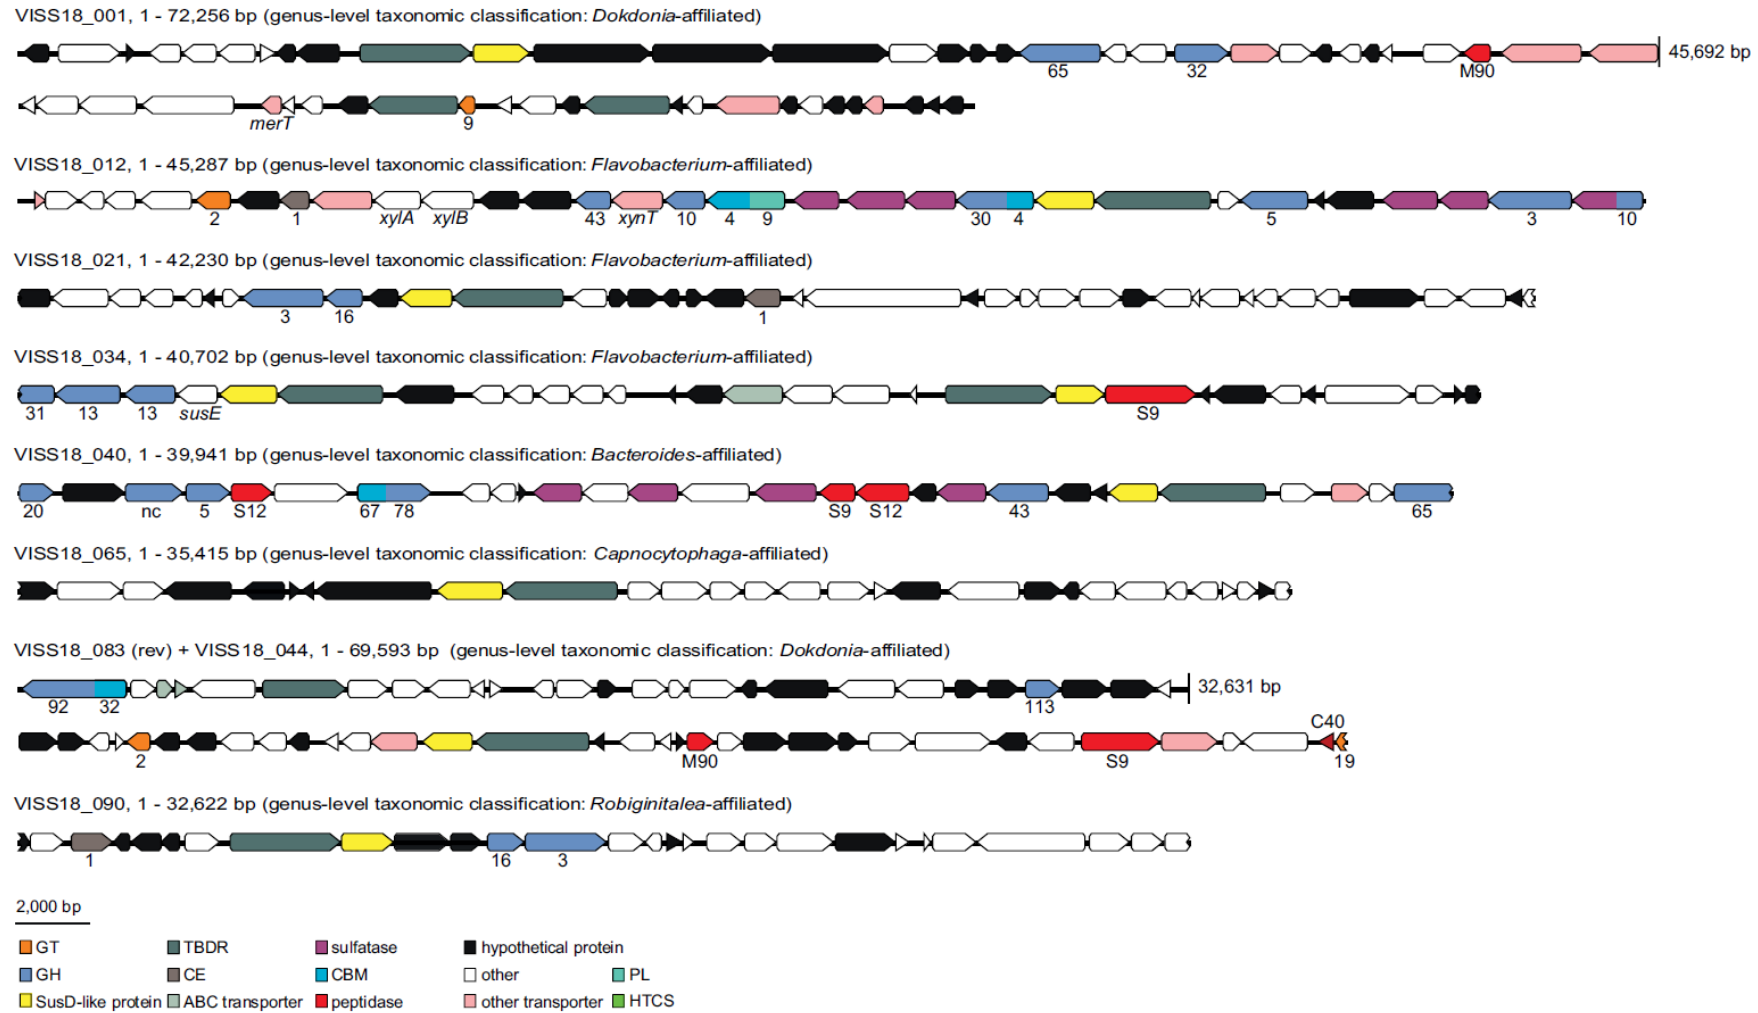 VISS18_001, 1 - 72,256 bp (genus-level taxonomic classification: Dokdonia-affiliated)
65 32 M90 45,692 bp
merT 9
VISS18_012, 1 - 45,287 bp (genus-level taxonomic classification: Flavobacterium-affiliated)
2 1 xylA xylB 43 xynT 10 4 9 30 4 5 3 10
VISS18_021, 1 - 42,230 bp (genus-level taxonomic classification: Flavobacterium-affiliated)
3 16 1
VISS18_034, 1 - 40,702 bp (genus-level taxonomic classification: Flavobacterium-affiliated)
31 13 13 susE S9
VISS18_040, 1 - 39,941 bp (genus-level taxonomic classification: Bacteroides-affiliated)
20 nc 5 S12 67 78 S9 S12 43 65
VISS18_065, 1 - 35,415 bp (genus-level taxonomic classification: Capnocytophaga-affiliated)
VISS18_083 (rev) + VISS18_044, 1 - 69,593 bp (genus-level taxonomic classification: Dokdonia-affiliated)
32,631 bp
92 32 113
C40
2 M90 S9 19
VISS18_090, 1 - 32,622 bp (genus-level taxonomic classification: Robiginitalea-affiliated)
1 16 3
2,000 bp
GT TBDR sulfatase hypothetical protein
GH CE CBM other PL
SusD-like protein ABC transporter peptidase other transporter HTCS